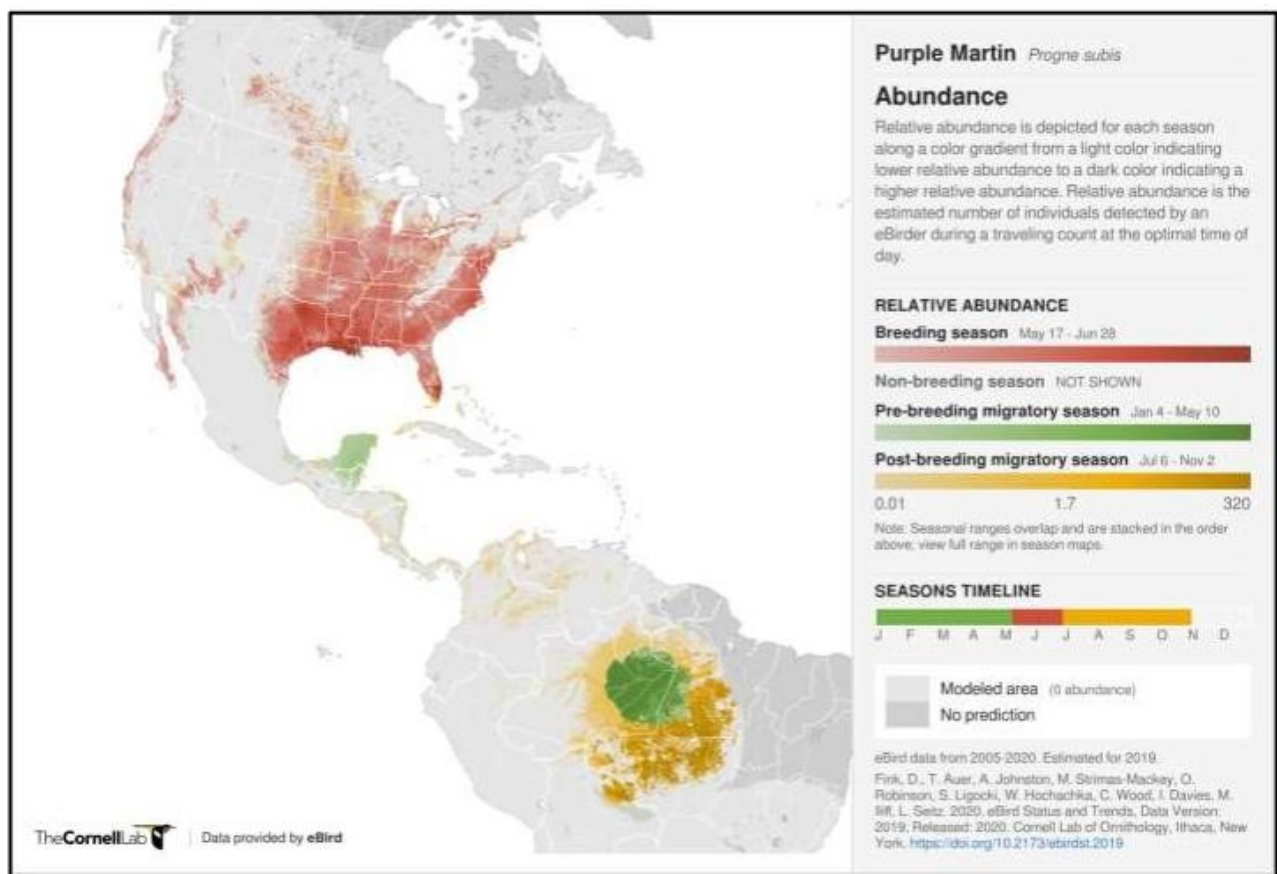 Purple Martin Progne subis
Abundance
Relative abundance is depicted for each season
along a color gradient from a light color indicating
lower relative abundance to a dark color indicating a
higher relative abundance. Relative abundance is the
estimated number of individuals detected by an
eBirder during a traveling count at the optimal time of
day.
RELATIVE ABUNDANCE
Breeding season May 17 - Jun 28
Non-breeding season NOT SHOWN
Pre-breeding migratory season Jan 4 - May 10
Post-breeding migratory season Jul 6 - Nov 2
0.01 1.7 320
Note: Seasonal ranges overlap and are stacked in the order
above; view full range in season maps.
SEASONS TIMELINE
J F M A M J J A S O N D
Modeled area (0 abundance)
No prediction
eBird data from 2005-2020. Estimated for 2019.
Fink, D., T. Auer, A. Johnston, M. Strimas-Mackey, O.
Robinson, S. Ligocki, W. Hochachka, C. Wood, I. Davies, M.
Iliff, L. Seitz. 2020. eBird Status and Trends, Data Version:
2019; Released: 2020. Cornell Lab of Ornithology, Ithaca, New
York. https://doi.org/10.2173/ebirdst.2019
TheCornellLab Data provided by eBird